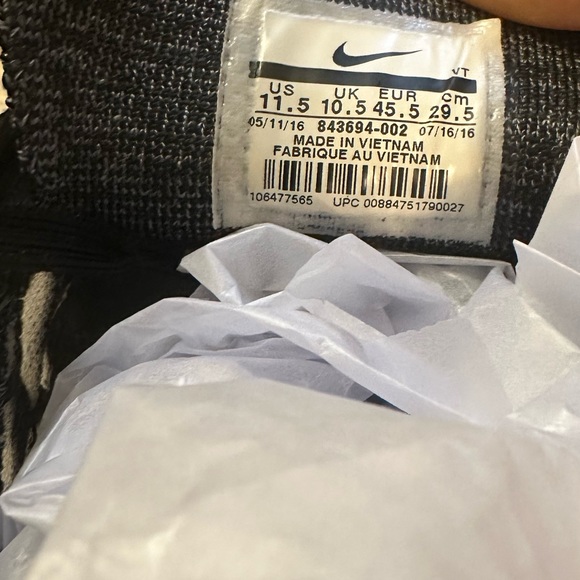 VT
US UK EUR cm
11.5 10.5 45.5 29.5
05/11/16 843694-002 07/16/16
MADE IN VIETNAM
FABRIQUE AU VIETNAM
106477565 UPC 00884751790027